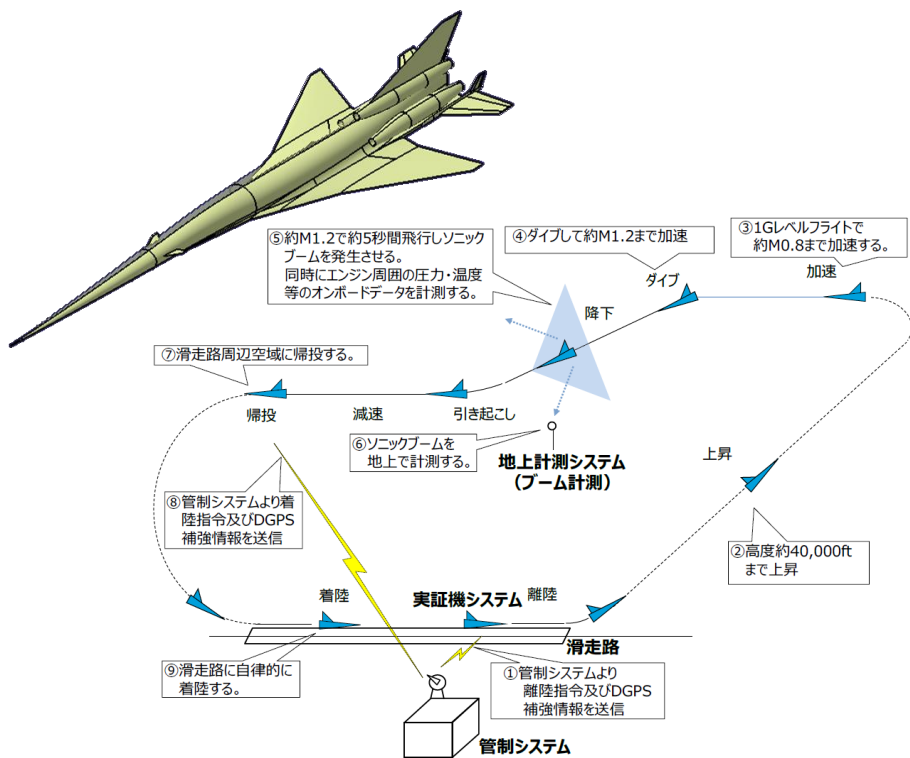 ⑤約M1.2で約5秒間飛行しソニック
ブームを発生させる。
同時にエンジン周囲の圧力・温度
等のオンボードデータを計測する。
④ダイブして約M1.2まで加速
③1Gレベルフライトで
約M0.8まで加速する。
加速
ダイブ
降下
⑦滑走路周辺空域に帰投する。
帰投
減速
引き起こし
⑥ソニックブームを
地上で計測する。
地上計測システム
(ブーム計測)
上昇
⑧管制システムより着
陸指令及びDGPS
補強情報を送信
②高度約40,000ft
まで上昇
着陸
実証機システム
離陸
滑走路
⑨滑走路に自律的に
着陸する。
①管制システムより
離陸指令及びDGPS
補強情報を送信
管制システム